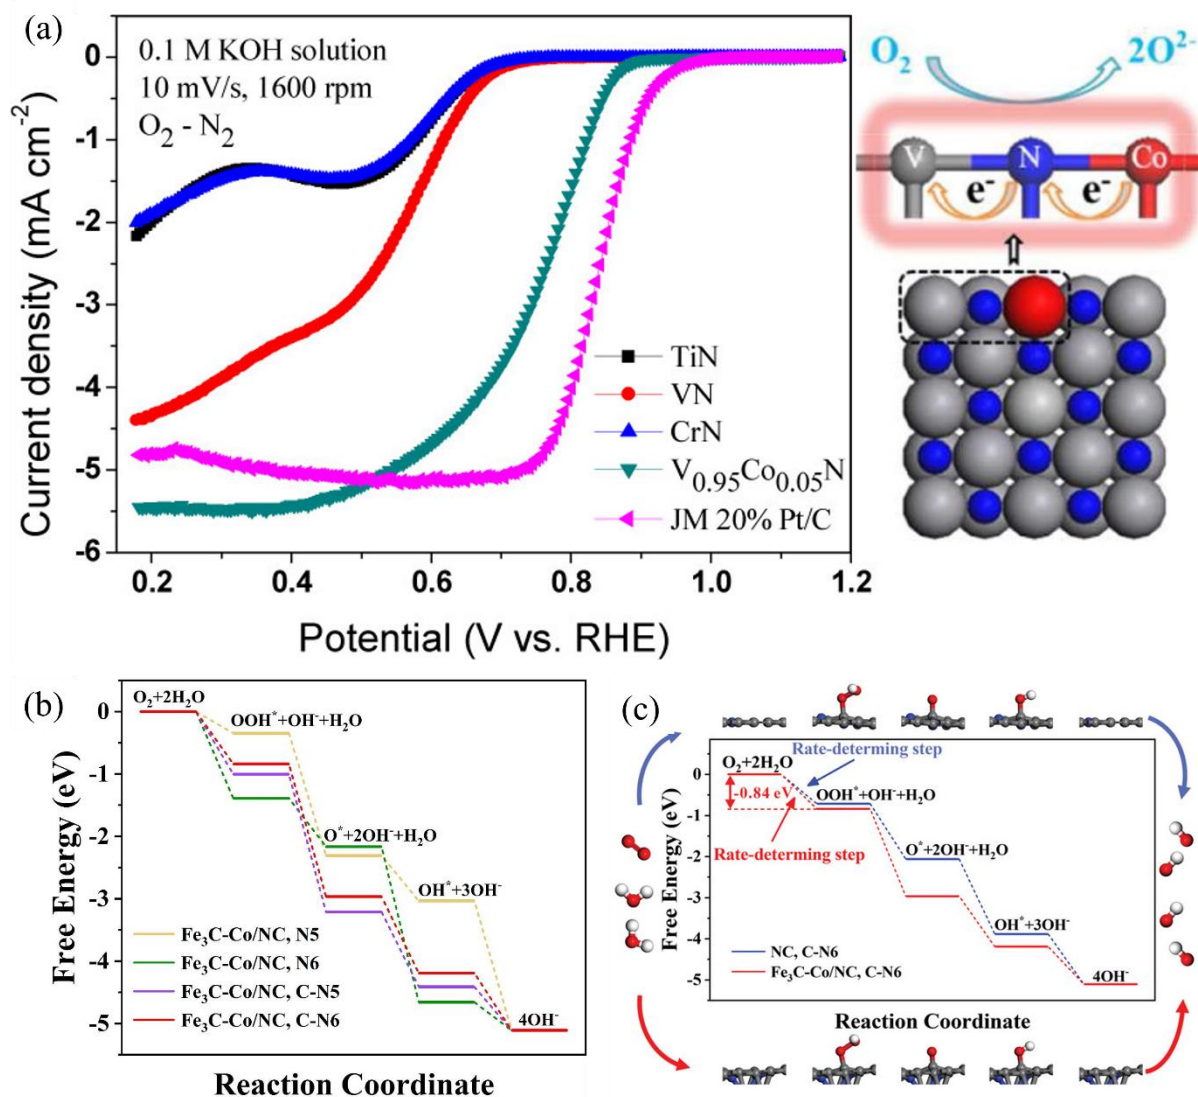 (a)
0.1 M KOH solution
10 mV/s, 1600 rpm
O₂ - N₂
Current density (mA cm⁻²)
0
-1
-2
-3
-4
-5
-6
0.2 0.4 0.6 0.8 1.0 1.2
Potential (V vs. RHE)
TiN
VN
CrN
V₀.₉₅Co₀.₀₅N
JM 20% Pt/C
O₂ 2O²⁻
V N Co
e⁻ e⁻
(b)
Free Energy (eV)
0
-1
-2
-3
-4
-5
O₂+2H₂O
OOH*+OH⁻+H₂O
O*+2OH⁻+H₂O
OH*+3OH⁻
4OH⁻
Fe₃C-Co/NC, N5
Fe₃C-Co/NC, N6
Fe₃C-Co/NC, C-N5
Fe₃C-Co/NC, C-N6
Reaction Coordinate
(c)
Free Energy (eV)
0
-1
-2
-3
-4
-5
Rate-determining step
O₂+2H₂O
-0.84 eV
OOH*+OH⁻+H₂O
Rate-determining step
O*+2OH⁻+H₂O
OH*+3OH⁻
4OH⁻
NC, C-N6
Fe₃C-Co/NC, C-N6
Reaction Coordinate